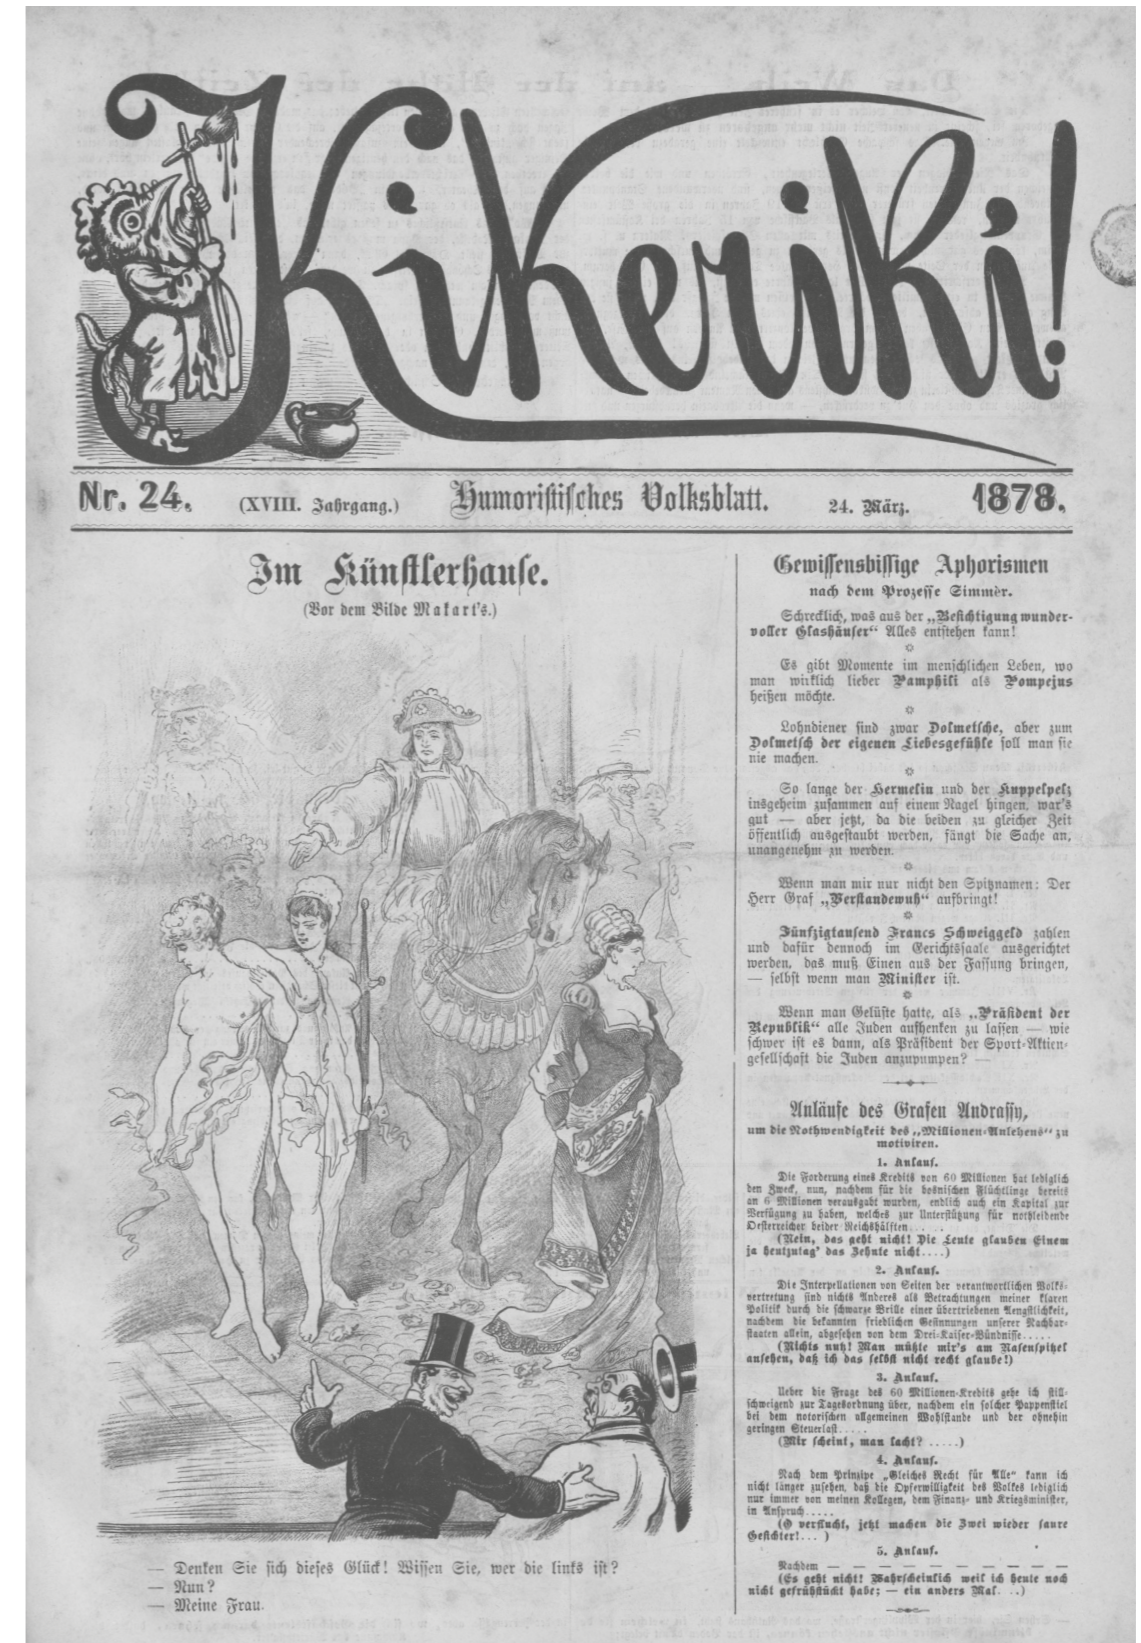 Kikeriki!
Nr. 24.
(XVIII. Jahrgang.)
Humoristisches Volksblatt.
24. März.
1878.
Im Künstlerhause.
(Vor dem Bilde Makart's.)
— Denken Sie sich dieses Glück! Wissen Sie, wer die links ist?
— Nun?
— Meine Frau.
Gewissensbissige Aphorismen
nach dem Prozesse Simmèr.
Schrecklich, was aus der „Besichtigung wunder-
voller Glashäuser“ Alles entstehen kann!
Es gibt Momente im menschlichen Leben, wo
man wirklich lieber Pamphili als Pompejus
heißen möchte.
Lohndiener sind zwar Dolmetsche, aber zum
Dolmetsch der eigenen Liebesgefühle soll man sie
nie machen.
So lange der Hermelin und der Kuppelpelz
insgeheim zusammen auf einem Nagel hingen, war's
gut — aber jetzt, da die beiden zu gleicher Zeit
öffentlich ausgestaubt werden, fängt die Sache an,
unangenehm zu werden.
Wenn man mir nur nicht den Spitznamen: Der
Herr Graf „Verstandewuh“ aufbringt!
Fünfzigtausend Francs Schweiggeld zahlen
und dafür dennoch im Gerichtssaale ausgerichtet
werden, das muß Einen aus der Fassung bringen,
— selbst wenn man Minister ist.
Wenn man Gelüste hatte, als „Präsident der
Republik“ alle Juden aufhenken zu lassen — wie
schwer ist es dann, als Präsident der Sport-Aktien-
gesellschaft die Juden anzupumpen? —
Anläufe des Grafen Andrassy,
um die Nothwendigkeit des „Millionen-Anlehens“ zu
motiviren.
1. Anlauf.
Die Forderung eines Kredits von 60 Millionen hat lediglich
den Zweck, nun, nachdem für die bosnischen Flüchtlinge bereits
an 6 Millionen verausgabt wurden, endlich auch ein Kapital zur
Verfügung zu haben, welches zur Unterstützung für nothleidende
Oesterreicher beider Reichshälften.....
(Nein, das geht nicht! Die Leute glauben Einem
ja heutzutag' das Zehnte nicht....)
2. Anlauf.
Die Interpellationen von Seiten der verantwortlichen Volks-
vertretung sind nichts Anderes als Betrachtungen meiner klaren
Politik durch die schwarze Brille einer übertriebenen Aengstlichkeit,
nachdem die bekannten friedlichen Gesinnungen unserer Nachbar-
staaten allein, abgesehen von dem Drei-Kaiser-Bündnisse.....
(Nichts nutz! Man müßte mir's am Nasenspitzel
ansehen, daß ich das selbst nicht recht glaube!)
3. Anlauf.
Ueber die Frage des 60 Millionen-Kredits gehe ich still-
schweigend zur Tagesordnung über, nachdem ein solcher Pappenstiel
bei dem notorischen allgemeinen Wohlstande und der ohnehin
geringen Steuerlast.....
(Mir scheint, man lacht? .....)
4. Anlauf.
Nach dem Prinzipe „Gleiches Recht für Alle“ kann ich
nicht länger zusehen, daß die Opferwilligkeit des Volkes lediglich
nur immer von meinen Kollegen, dem Finanz- und Kriegsminister,
in Anspruch.....
(O verflucht, jetzt machen die Zwei wieder saure
Gesichter!... )
5. Anlauf.
Nachdem — — — — — — — — — —
(Es geht nicht! Wahrscheinlich weil ich heute noch
nicht gefrühstückt habe; — ein anders Mal. ..)